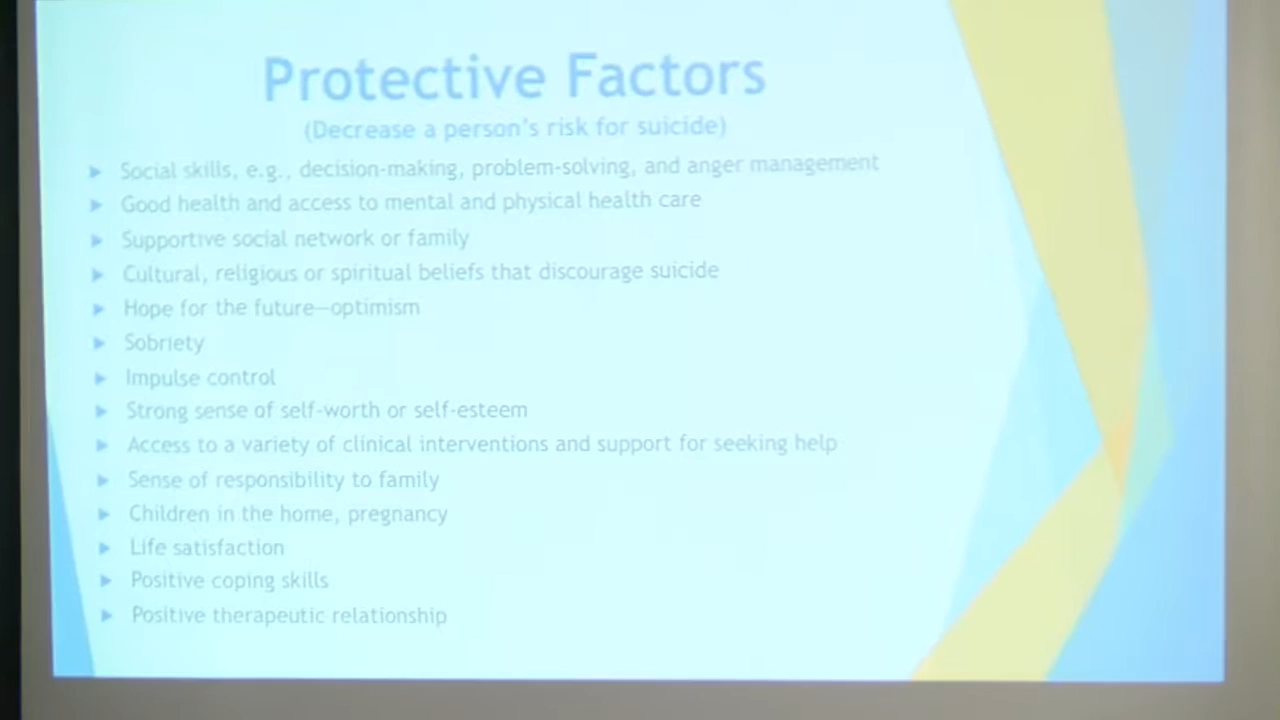 Protective Factors
(Decrease a person's risk for suicide)
Social skills, e.g., decision-making, problem-solving, and anger management
Good health and access to mental and physical health care
Supportive social network or family
Cultural, religious or spiritual beliefs that discourage suicide
Hope for the future—optimism
Sobriety
Impulse control
Strong sense of self-worth or self-esteem
Access to a variety of clinical interventions and support for seeking help
Sense of responsibility to family
Children in the home, pregnancy
Life satisfaction
Positive coping skills
Positive therapeutic relationship